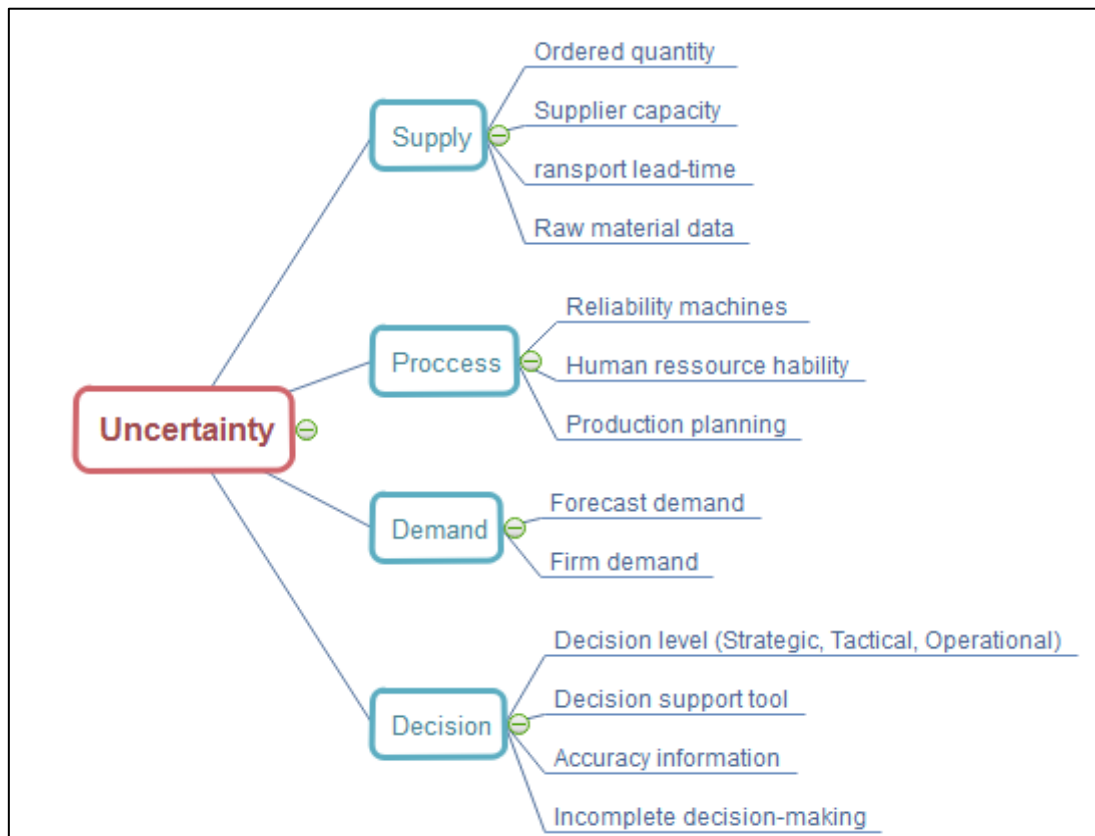 Uncertainty
Supply
Ordered quantity
Supplier capacity
ransport lead-time
Raw material data
Proccess
Reliability machines
Human ressource hability
Production planning
Demand
Forecast demand
Firm demand
Decision
Decision level (Strategic, Tactical, Operational)
Decision support tool
Accuracy information
Incomplete decision-making